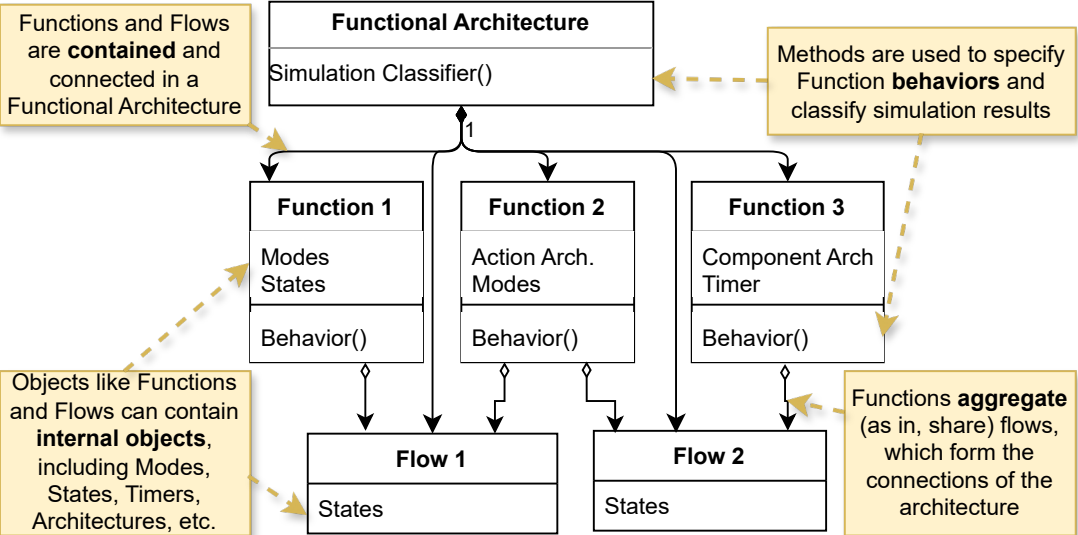 Functions and Flows
are contained and
connected in a
Functional Architecture
Functional Architecture
Simulation Classifier()
Methods are used to specify
Function behaviors and
classify simulation results
1
Function 1
Modes
States
Behavior()
Function 2
Action Arch.
Modes
Behavior()
Function 3
Component Arch
Timer
Behavior()
Objects like Functions
and Flows can contain
internal objects,
including Modes,
States, Timers,
Architectures, etc.
Flow 1
States
Flow 2
States
Functions aggregate
(as in, share) flows,
which form the
connections of the
architecture